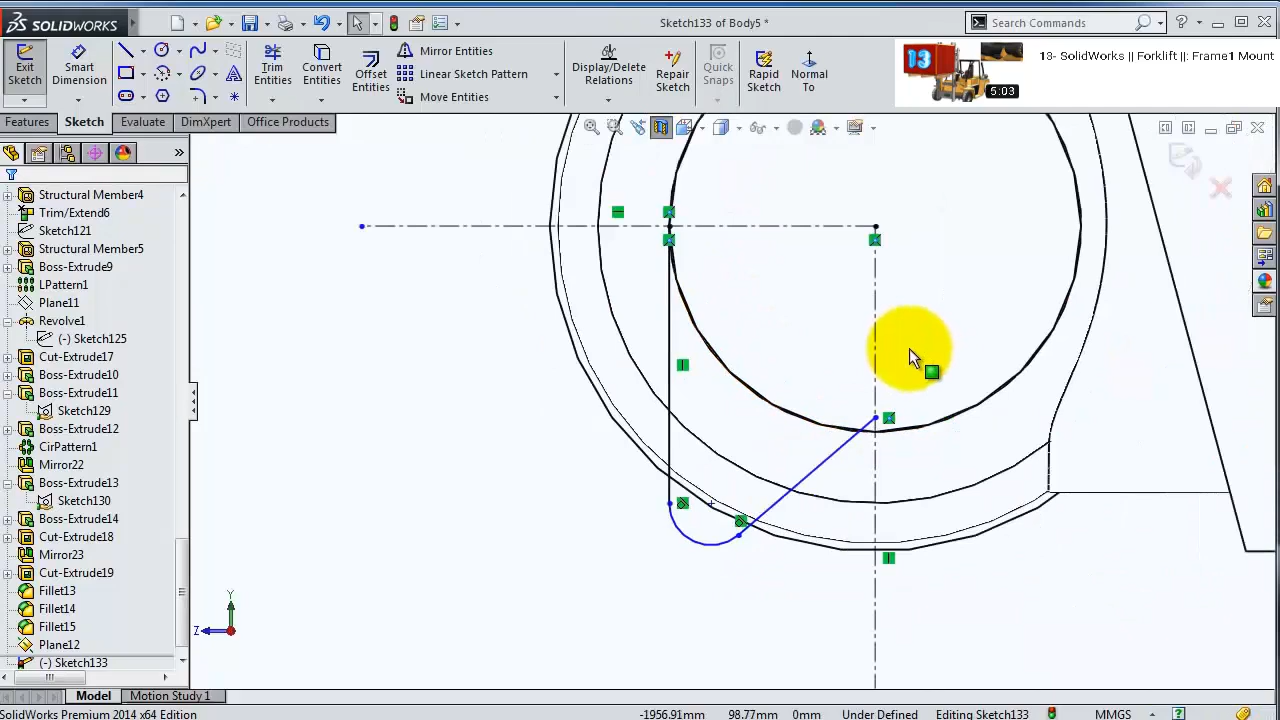 SOLIDWORKS
Sketch133 of Body5 *
Search Commands
Exit Sketch
Smart Dimension
Trim Entities
Convert Entities
Offset Entities
Mirror Entities
Linear Sketch Pattern
Move Entities
Display/Delete Relations
Repair Sketch
Quick Snaps
Rapid Sketch
Normal To
13
5:03
13- SolidWorks || Forklift ||: Frame1 Mount
Features
Sketch
Evaluate
DimXpert
Office Products
Structural Member4
Trim/Extend6
Sketch121
Structural Member5
Boss-Extrude9
LPattern1
Plane11
Revolve1
(-) Sketch125
Cut-Extrude17
Boss-Extrude10
Boss-Extrude11
Sketch129
Boss-Extrude12
CirPattern1
Mirror22
Boss-Extrude13
Sketch130
Boss-Extrude14
Cut-Extrude18
Mirror23
Cut-Extrude19
Fillet13
Fillet14
Fillet15
Plane12
(-) Sketch133
Y
Z
Model
Motion Study 1
SolidWorks Premium 2014 x64 Edition
-1956.91mm
98.77mm
0mm
Under Defined
Editing Sketch133
MMGS